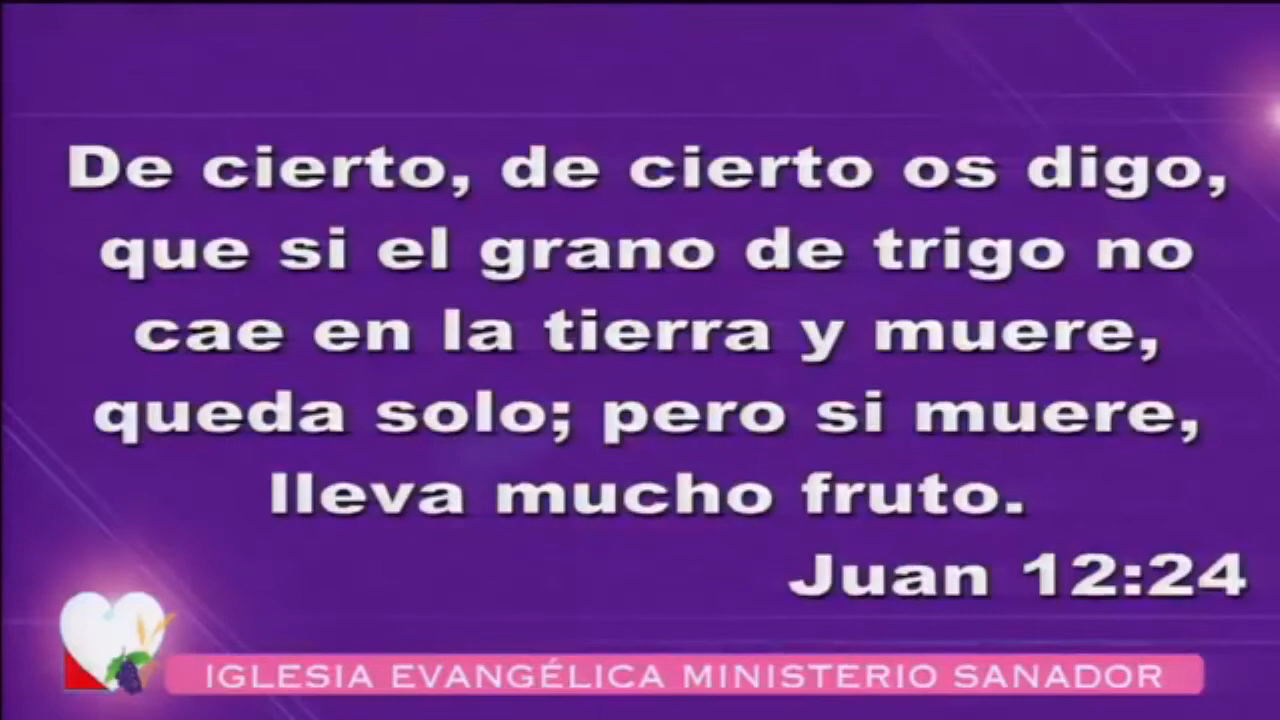 De cierto, de cierto os digo,
que si el grano de trigo no
cae en la tierra y muere,
queda solo; pero si muere,
lleva mucho fruto.
Juan 12:24
IGLESIA EVANGÉLICA MINISTERIO SANADOR